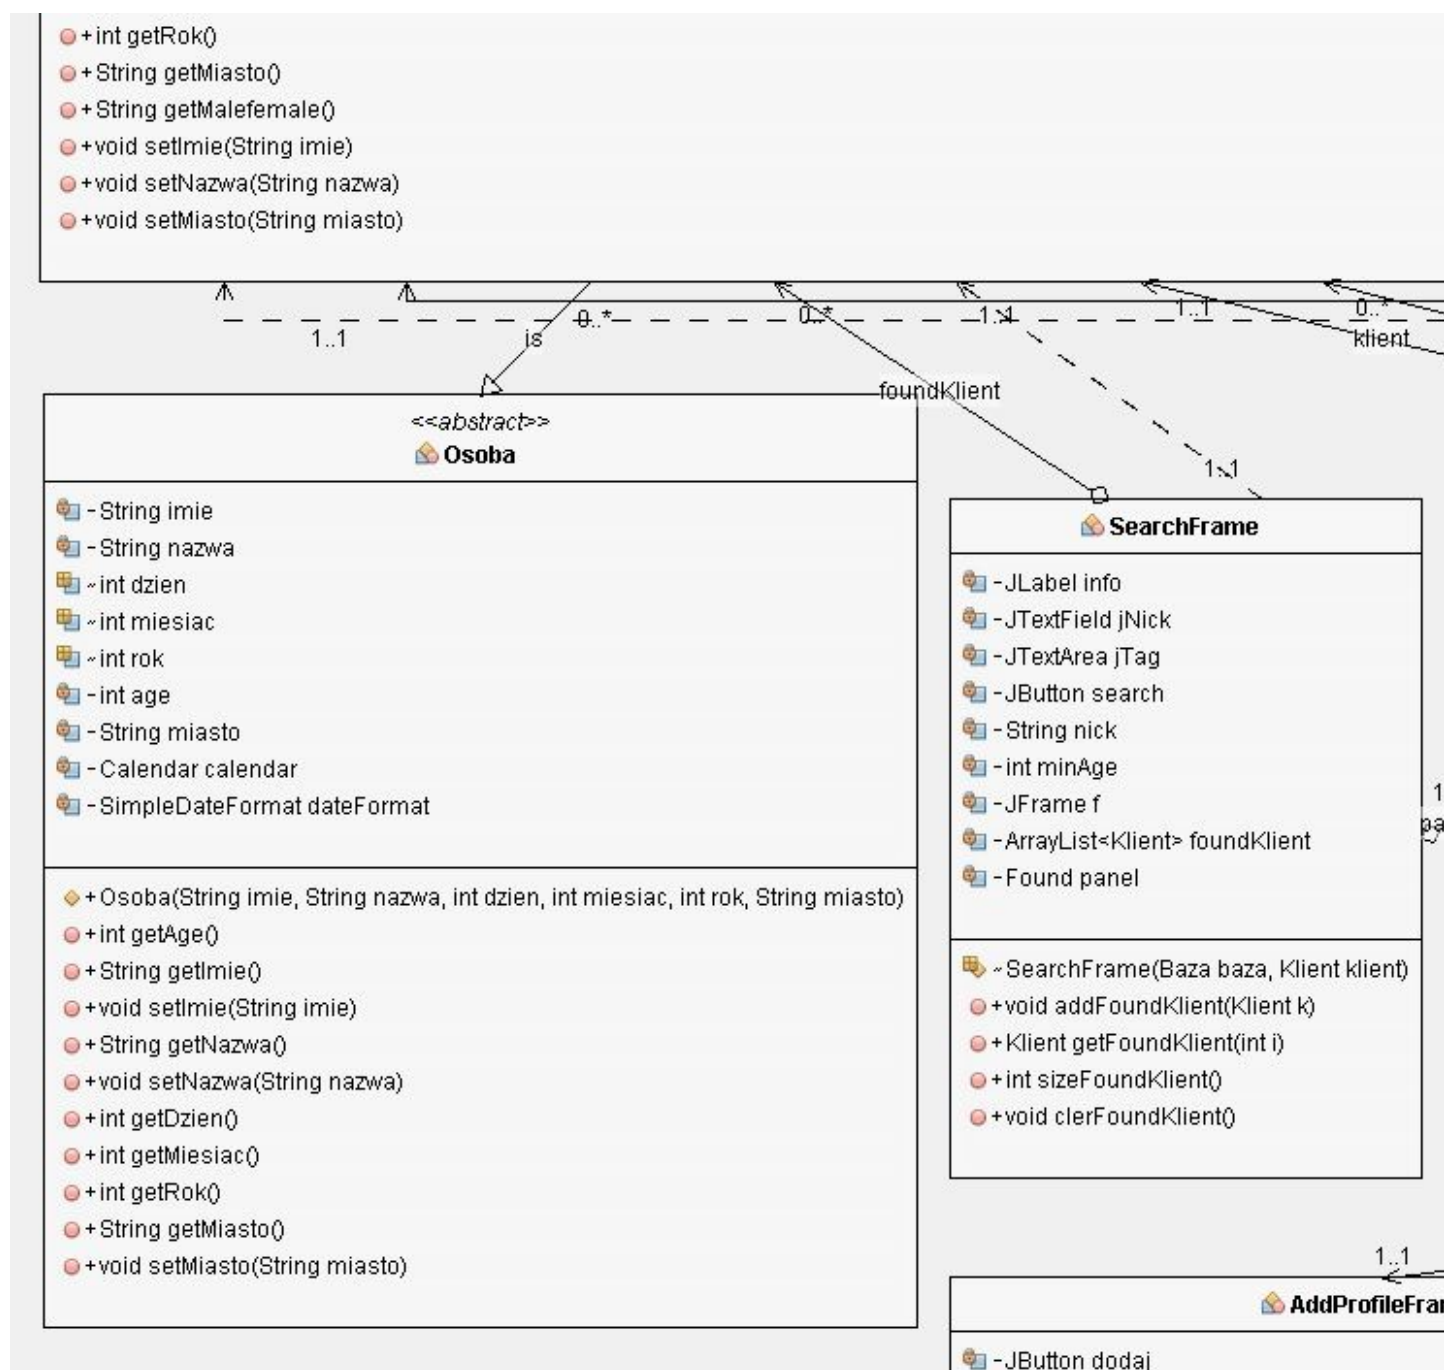 +int getRok()
+String getMiasto()
+String getMalefemale()
+void setImie(String imie)
+void setNazwa(String nazwa)
+void setMiasto(String miasto)
0..*
0..*
1..1
1..1
0..*
1..1
is
klient
foundKlient
<<abstract>>
Osoba
-String imie
-String nazwa
~int dzien
~int miesiac
~int rok
-int age
-String miasto
-Calendar calendar
-SimpleDateFormat dateFormat
+Osoba(String imie, String nazwa, int dzien, int miesiac, int rok, String miasto)
+int getAge()
+String getImie()
+void setImie(String imie)
+String getNazwa()
+void setNazwa(String nazwa)
+int getDzien()
+int getMiesiac()
+int getRok()
+String getMiasto()
+void setMiasto(String miasto)
1..1
SearchFrame
-JLabel info
-JTextField jNick
-JTextArea jTag
-JButton search
-String nick
-int minAge
-JFrame f
-ArrayList<Klient> foundKlient
-Found panel
~SearchFrame(Baza baza, Klient klient)
+void addFoundKlient(Klient k)
+Klient getFoundKlient(int i)
+int sizeFoundKlient()
+void clerFoundKlient()
1
pa
1..1
AddProfileFra
-JButton dodaj